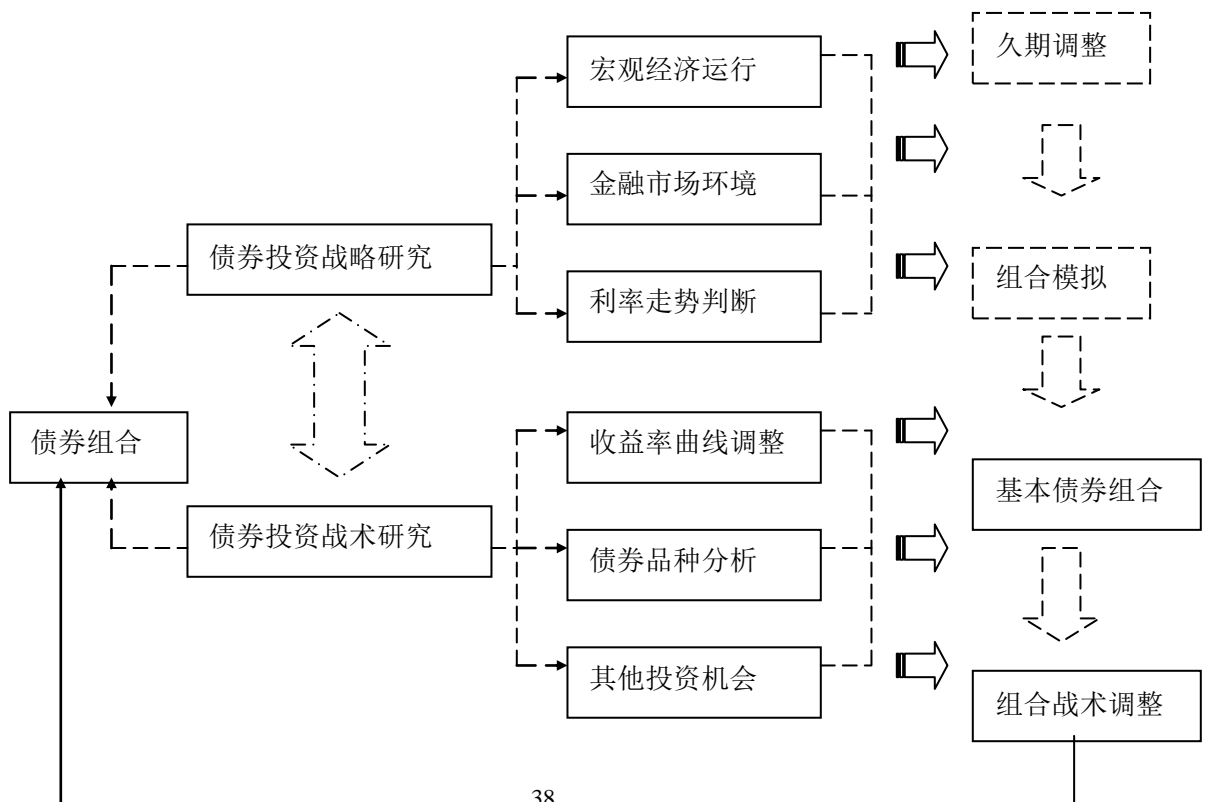 久期调整
宏观经济运行
金融市场环境
债券投资战略研究
组合模拟
利率走势判断
债券组合
收益率曲线调整
基本债券组合
债券投资战术研究
债券品种分析
其他投资机会
组合战术调整
38